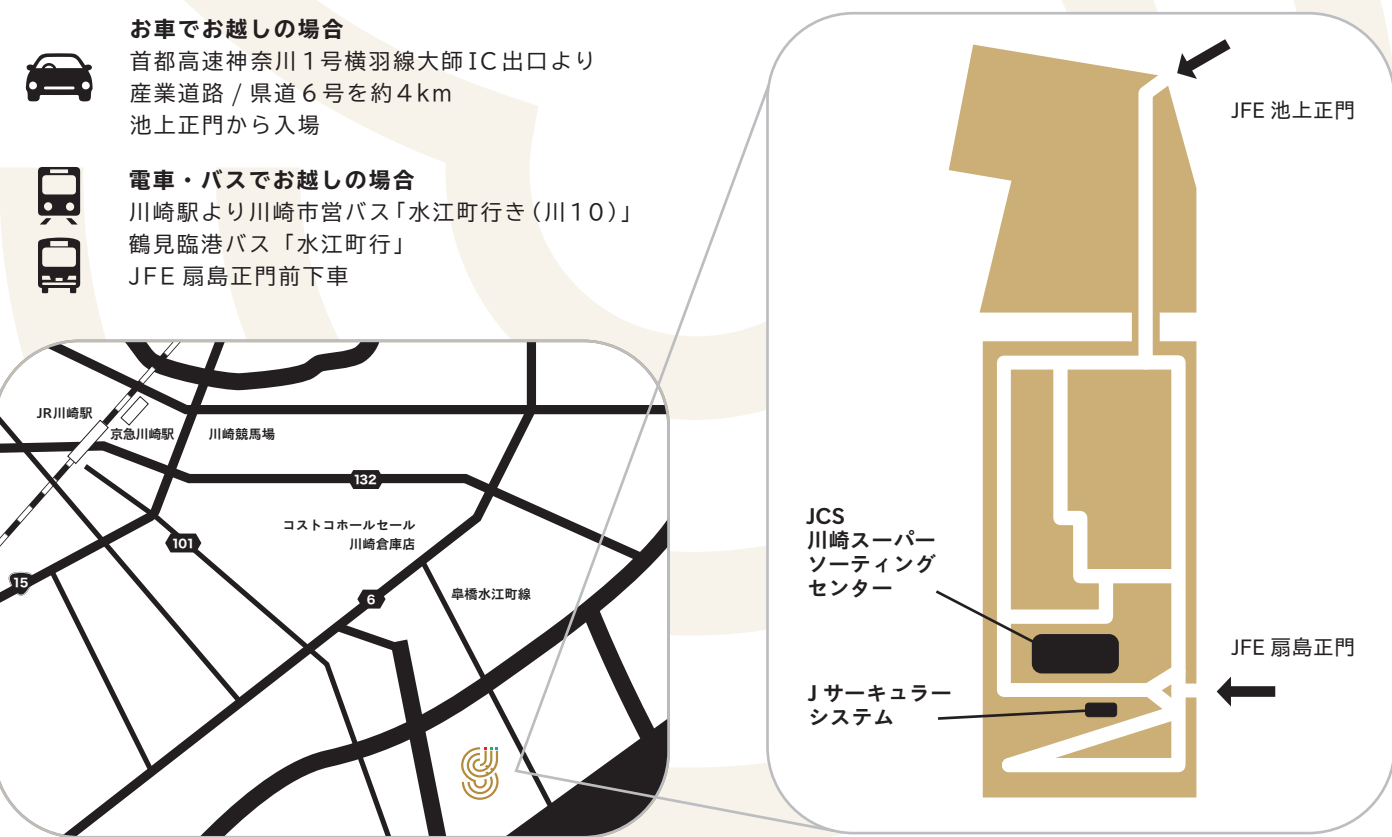 お車でお越しの場合
首都高速神奈川1号横羽線大師IC出口より
産業道路 / 県道6号を約4km
池上正門から入場
電車・バスでお越しの場合
川崎駅より川崎市営バス「水江町行き(川10)」
鶴見臨港バス「水江町行」
JFE 扇島正門前下車
JR川崎駅
京急川崎駅
川崎競馬場
132
コストコホールセール
川崎倉庫店
101
15
6
皐橋水江町線
JFE 池上正門
JCS
川崎スーパー
ソーティング
センター
JFE 扇島正門
J サーキュラー
システム